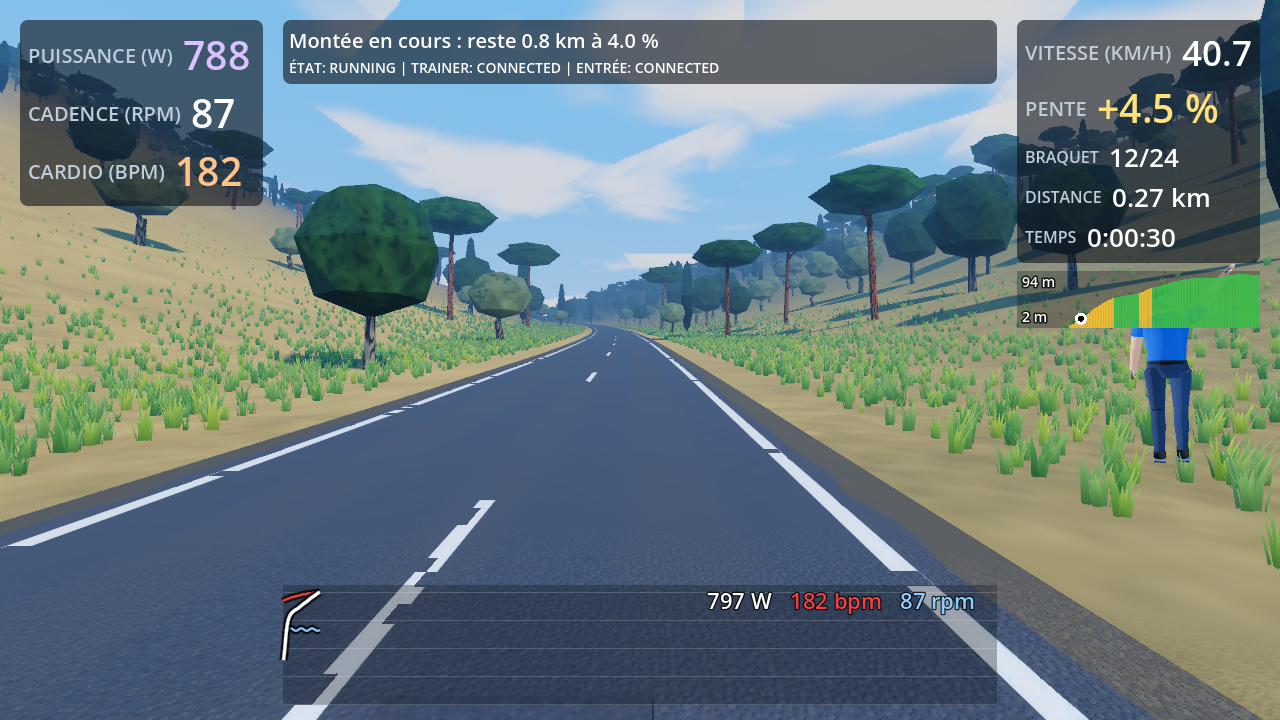 PUISSANCE (W) 788
CADENCE (RPM) 87
CARDIO (BPM) 182
Montée en cours : reste 0.8 km à 4.0 %
ÉTAT: RUNNING | TRAINER: CONNECTED | ENTRÉE: CONNECTED
VITESSE (KM/H) 40.7
PENTE +4.5 %
BRAQUET 12/24
DISTANCE 0.27 km
TEMPS 0:00:30
94 m
2 m
797 W 182 bpm 87 rpm